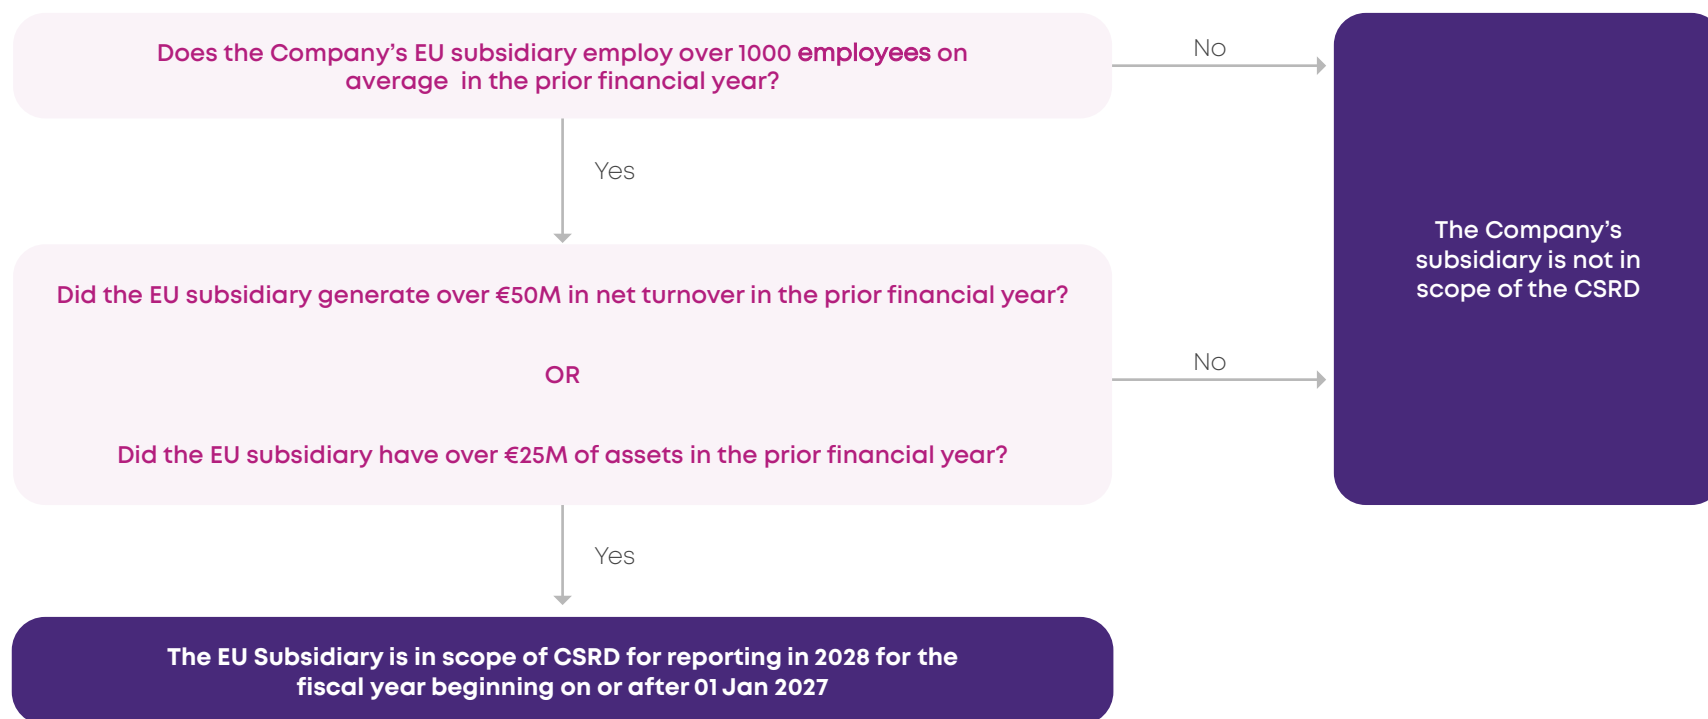 Does the Company’s EU subsidiary employ over 1000 employees on
average in the prior financial year?
No
Yes
The Company’s
subsidiary is not in
scope of the CSRD
Did the EU subsidiary generate over €50M in net turnover in the prior financial year?
OR
Did the EU subsidiary have over €25M of assets in the prior financial year?
No
Yes
The EU Subsidiary is in scope of CSRD for reporting in 2028 for the
fiscal year beginning on or after 01 Jan 2027